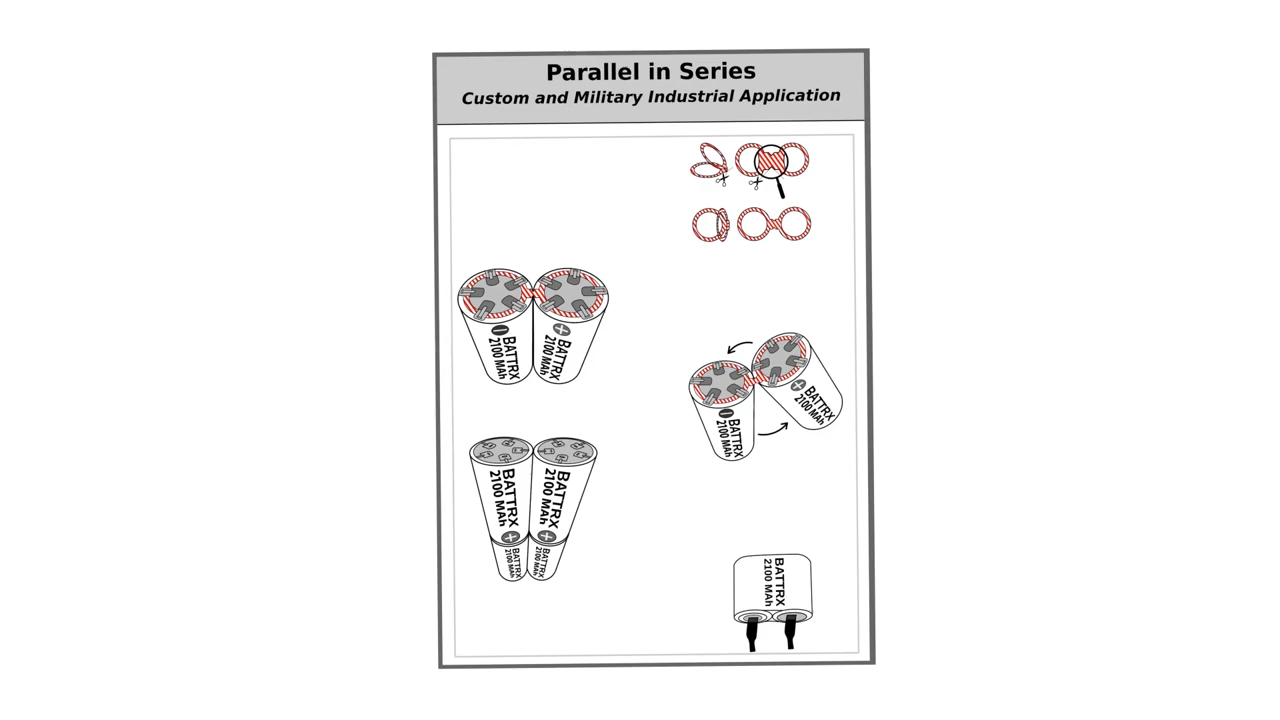 Parallel in Series
Custom and Military Industrial Application
BATTRX
2100 MAh
BATTRX
2100 MAh
BATTRX
2100 MAh
BATTRX
2100 MAh
BATTRX
2100 MAh
BATTRX
2100 MAh
BATTRX
2100 MAh
BATTRX
2100 MAh
BATTRX
2100 MAh